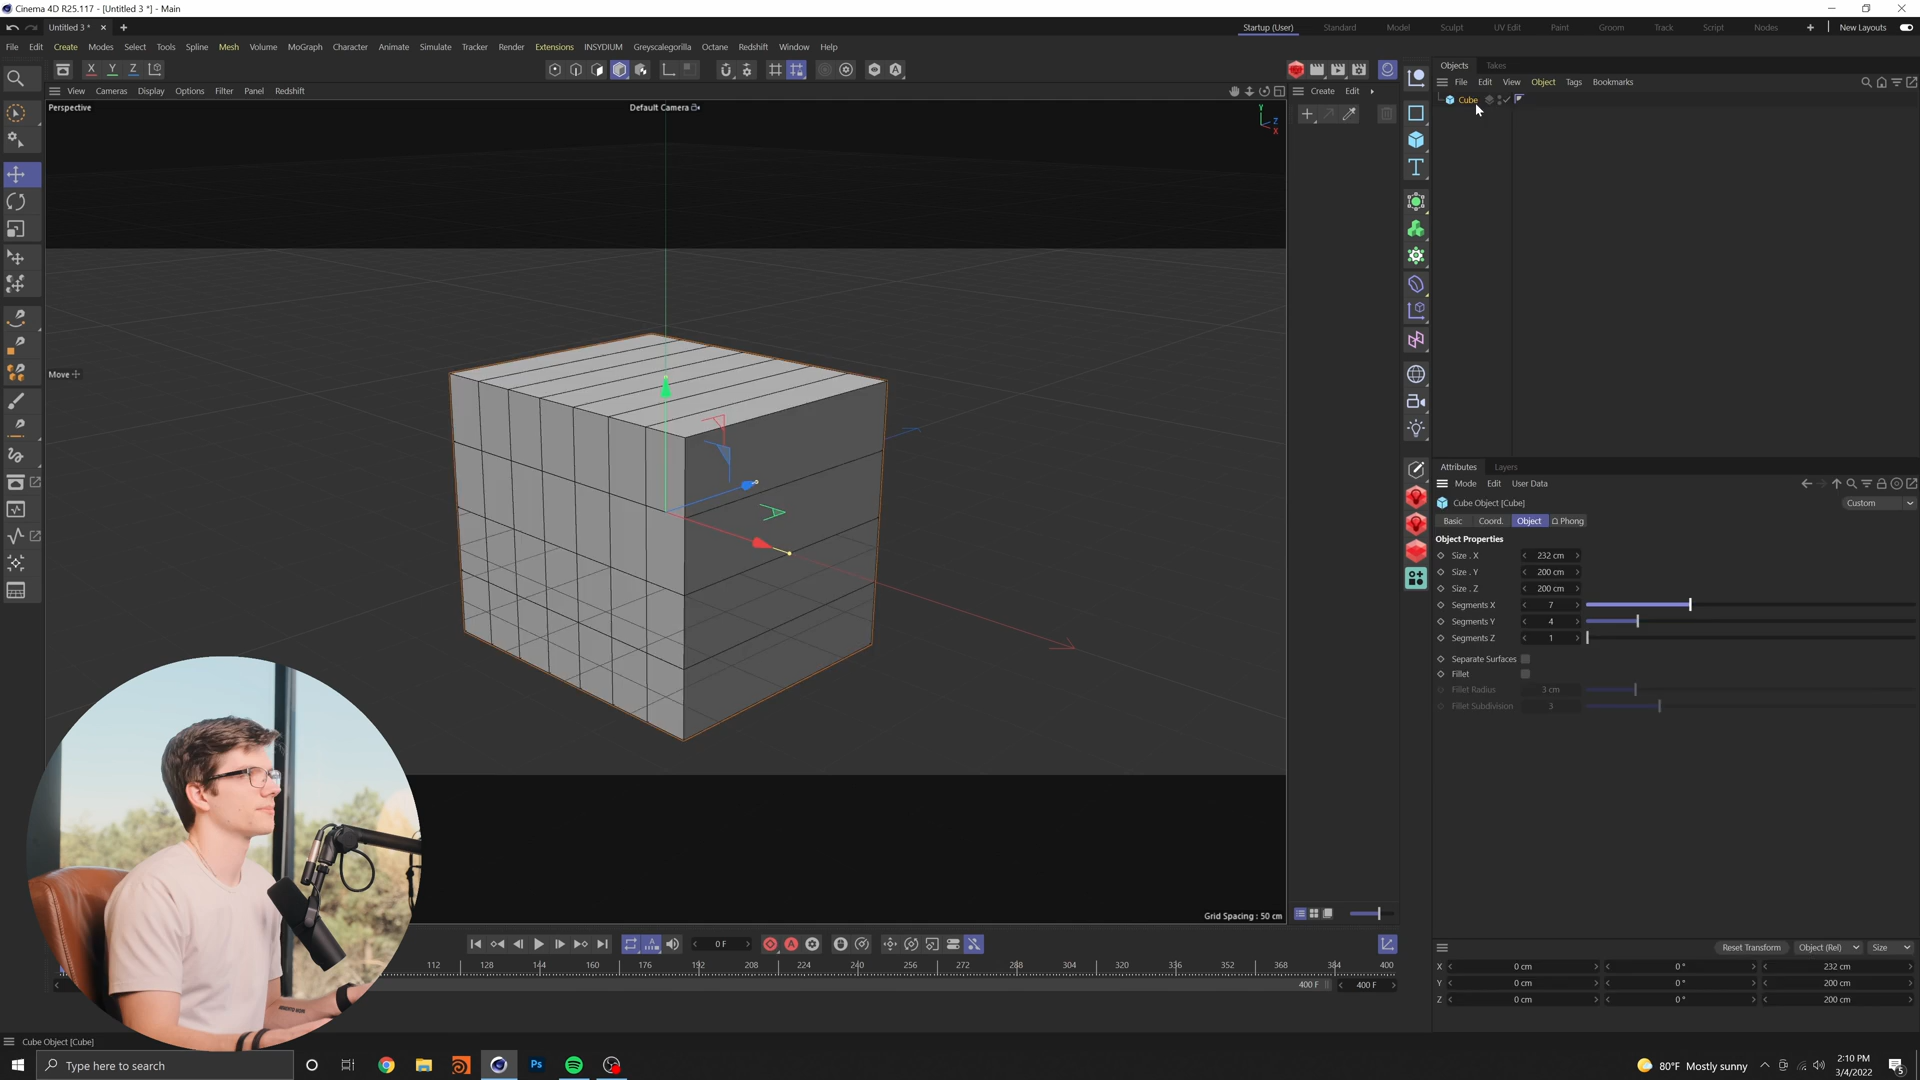 Cinema 4D R25.117 - [Untitled 3 *] - Main
Untitled 3 *
Startup (User) Standard Model Sculpt UV Edit Paint Groom Track Script Nodes New Layouts
File Edit Create Modes Select Tools Spline Mesh Volume MoGraph Character Animate Simulate Tracker Render Extensions INSYDIUM Greyscalegorilla Octane Redshift Window Help
X Y Z
View Cameras Display Options Filter Panel Redshift
Create Edit
Perspective
Default Camera
Y
Z
X
Move
Grid Spacing : 50 cm
Objects Takes
File Edit View Object Tags Bookmarks
Cube
Attributes Layers
Mode Edit User Data
Cube Object [Cube]
Custom
Basic Coord. Object Phong
Object Properties
Size . X 232 cm
Size . Y 200 cm
Size . Z 200 cm
Segments X 7
Segments Y 4
Segments Z 1
Separate Surfaces
Fillet
Fillet Radius 3 cm
Fillet Subdivision 3
0 F
112 128 144 160 176 192 208 224 240 256 272 288 304 320 336 352 368 384 400
400 F 400 F
Reset Transform Object (Rel) Size
X 0 cm 0 ° 232 cm
Y 0 cm 0 ° 200 cm
Z 0 cm 0 ° 200 cm
Cube Object [Cube]
Type here to search
Ps
80°F Mostly sunny
2:10 PM
3/4/2022
5